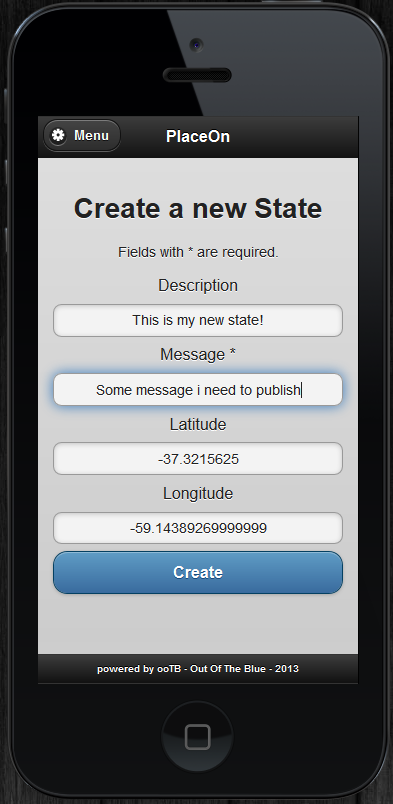 Menu
PlaceOn
Create a new State
Fields with * are required.
Description
This is my new state!
Message *
Some message i need to publish
Latitude
-37.3215625
Longitude
-59.14389269999999
Create
powered by ooTB - Out Of The Blue - 2013